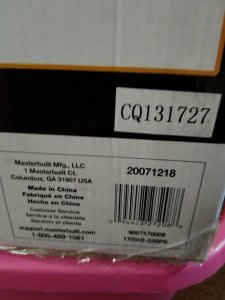 CQ131727
Masterbuilt Mfg., LLC
1 Masterbuilt Ct.
Columbus, GA 31907 USA
Made in China
Fabriqué en Chine
Hecho en China
Customer Service
Service à la clientèle
Servicio al cliente
support.masterbuilt.com
1-800-489-1581
20071218
9007170009